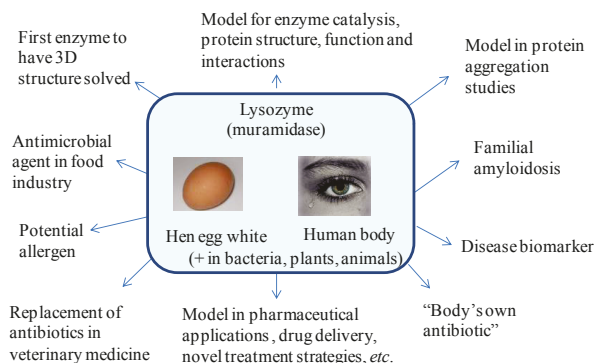 First enzyme to
have 3D
structure solved
Model for enzyme catalysis,
protein structure, function and
interactions
Model in protein
aggregation
studies
Antimicrobial
agent in food
industry
Lysozyme
(muramidase)
Familial
amyloidosis
Potential
allergen
Hen egg white
Human body
(+ in bacteria, plants, animals)
Disease biomarker
Replacement of
antibiotics in
veterinary medicine
Model in pharmaceutical
applications , drug delivery,
novel treatment strategies, etc.
“Body’s own
antibiotic”